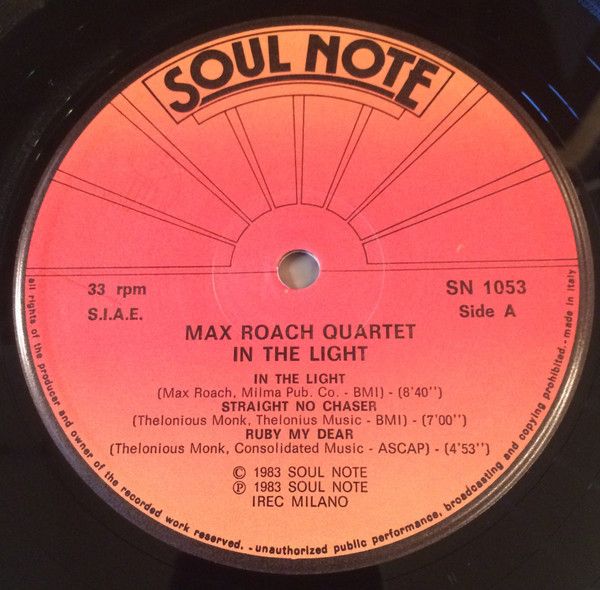 SOUL NOTE
33 rpm
S.I.A.E.
SN 1053
Side A
MAX ROACH QUARTET
IN THE LIGHT
IN THE LIGHT
(Max Roach, Milma Pub. Co. - BMI) - (8'40'')
STRAIGHT NO CHASER
(Thelonious Monk, Thelonius Music - BMI) - (7'00'')
RUBY MY DEAR
(Thelonious Monk, Consolidated Music - ASCAP) - (4'53'')
© 1983 SOUL NOTE
℗ 1983 SOUL NOTE
IREC MILANO
all rights of the producer and owner of the recorded work reserved. - unauthorized public performance, broadcasting and copying prohibited. - made in italy